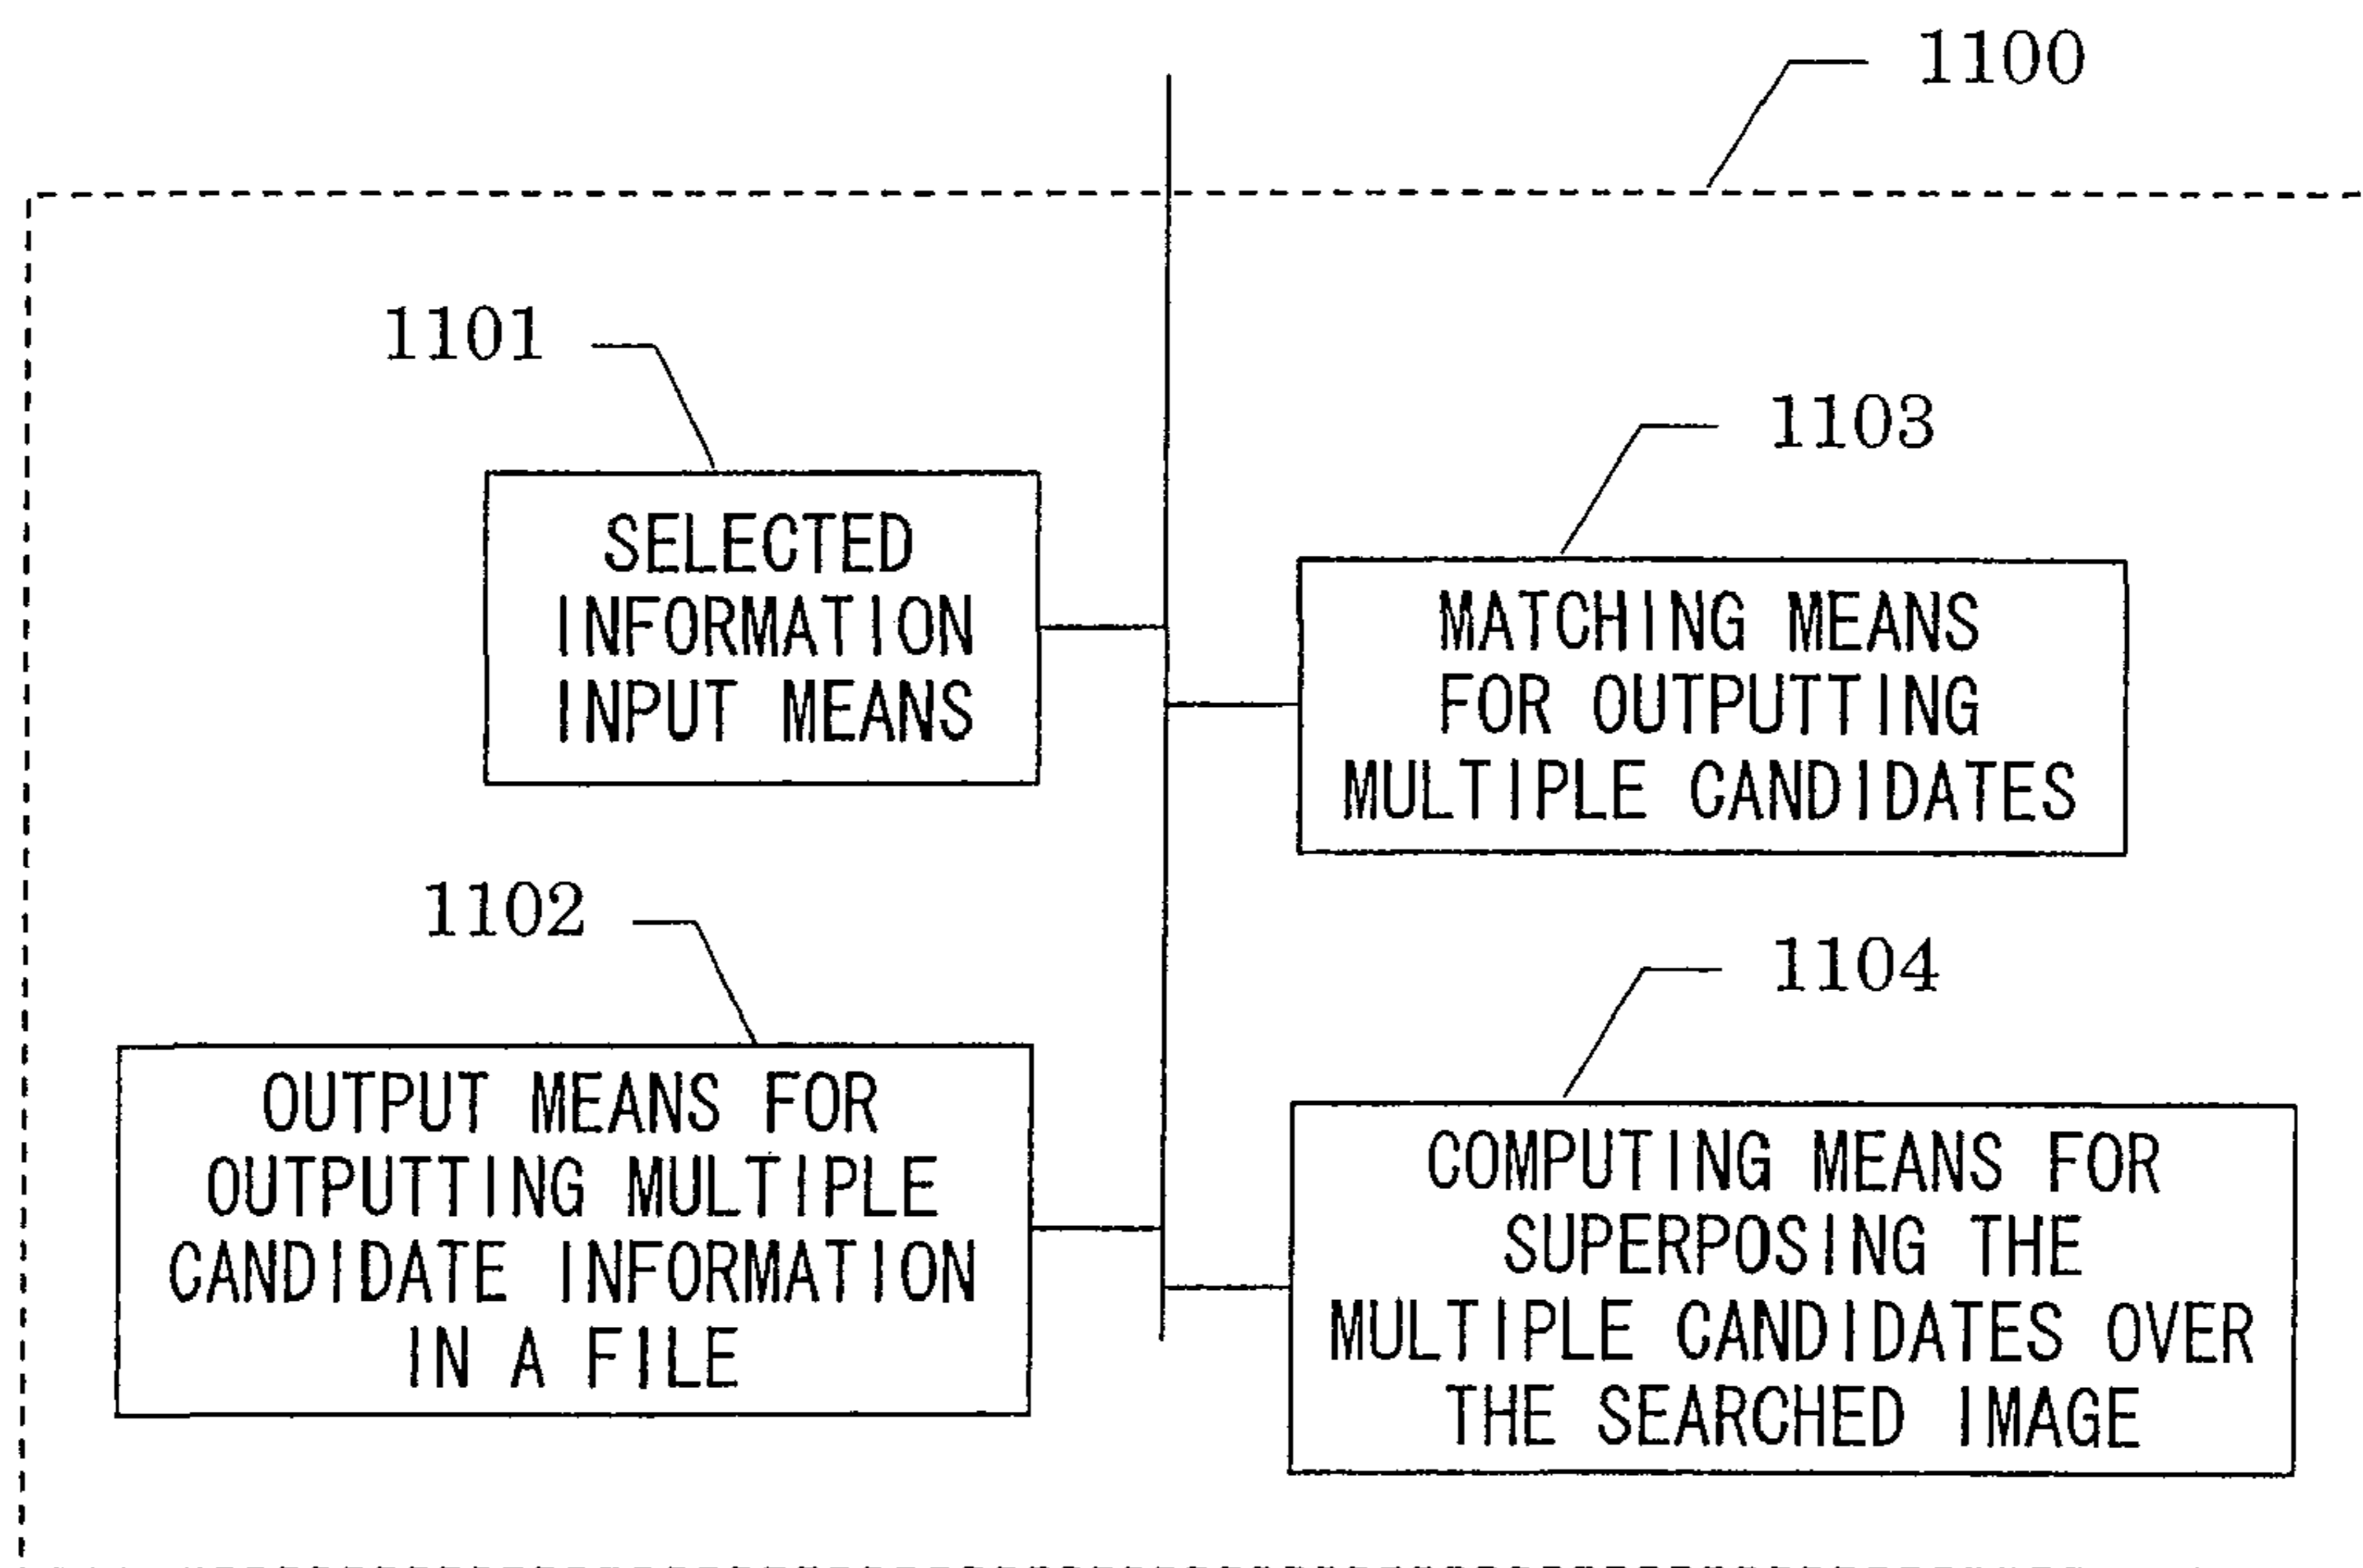 1100
1101
SELECTED
INFORMATION
INPUT MEANS
1103
MATCHING MEANS
FOR OUTPUTTING
MULTIPLE CANDIDATES
1102
OUTPUT MEANS FOR
OUTPUTTING MULTIPLE
CANDIDATE INFORMATION
IN A FILE
1104
COMPUTING MEANS FOR
SUPERPOSING THE
MULTIPLE CANDIDATES OVER
THE SEARCHED IMAGE